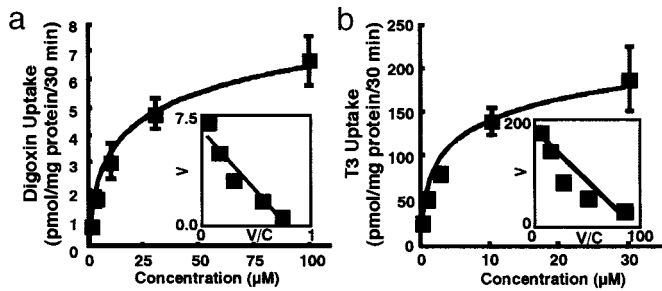 a
8
7
6
5
4
3
2
1
0
Digoxin Uptake
(pmol/mg protein/30 min)
7.5
V
0.0
0
V/C
1
0
25
50
75
100
Concentration (µM)
b
200
150
100
50
0
T3 Uptake
(pmol/mg protein/30 min)
200
V
0
0
V/C
100
0
10
20
30
Concentration (µM)